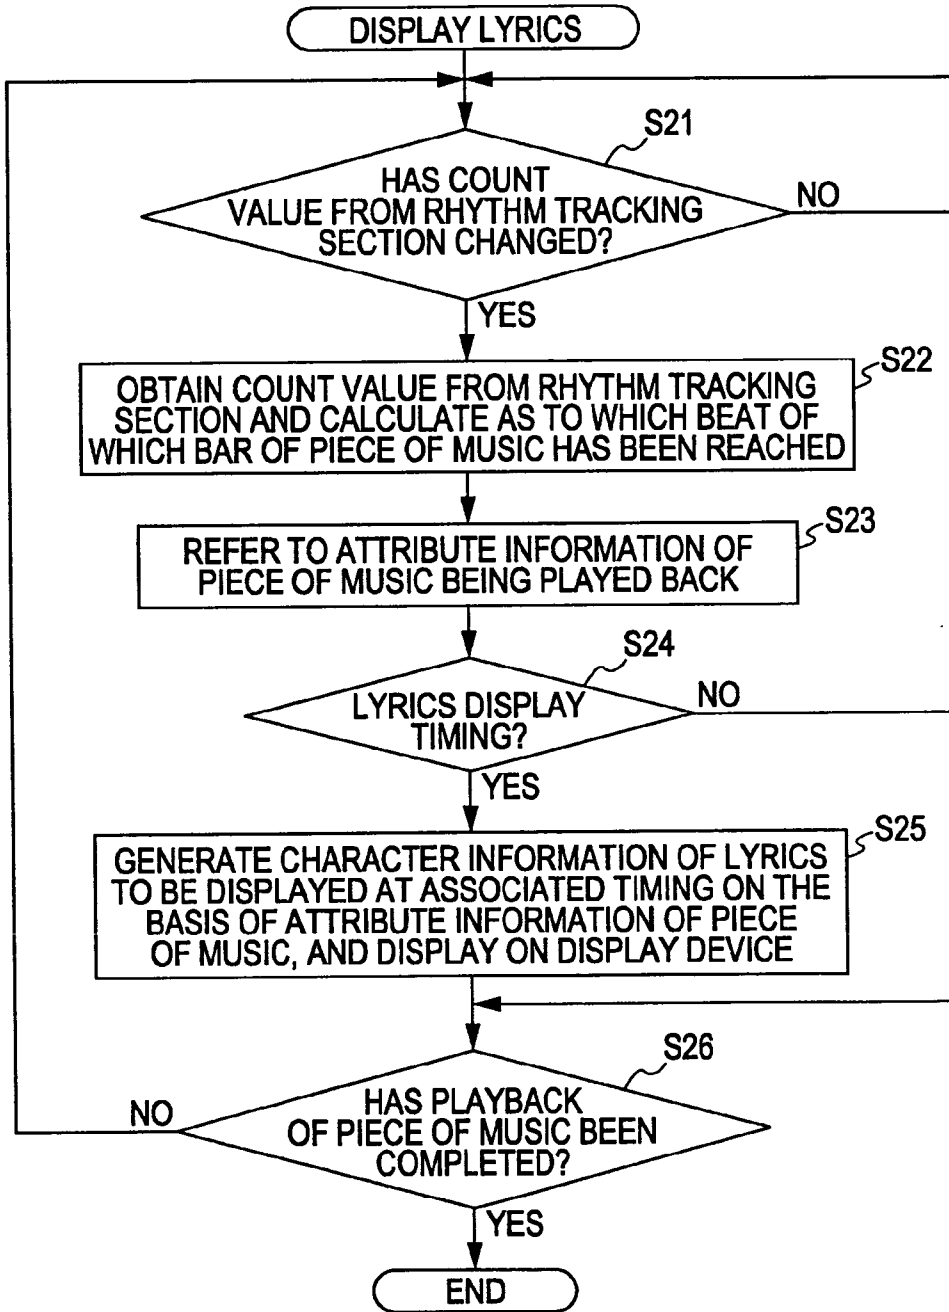 DISPLAY LYRICS
S21
HAS COUNT
VALUE FROM RHYTHM TRACKING
SECTION CHANGED?
NO
YES
S22
OBTAIN COUNT VALUE FROM RHYTHM TRACKING
SECTION AND CALCULATE AS TO WHICH BEAT OF
WHICH BAR OF PIECE OF MUSIC HAS BEEN REACHED
S23
REFER TO ATTRIBUTE INFORMATION OF
PIECE OF MUSIC BEING PLAYED BACK
S24
LYRICS DISPLAY
TIMING?
NO
YES
S25
GENERATE CHARACTER INFORMATION OF LYRICS
TO BE DISPLAYED AT ASSOCIATED TIMING ON THE
BASIS OF ATTRIBUTE INFORMATION OF PIECE
OF MUSIC, AND DISPLAY ON DISPLAY DEVICE
S26
HAS PLAYBACK
OF PIECE OF MUSIC BEEN
COMPLETED?
NO
YES
END